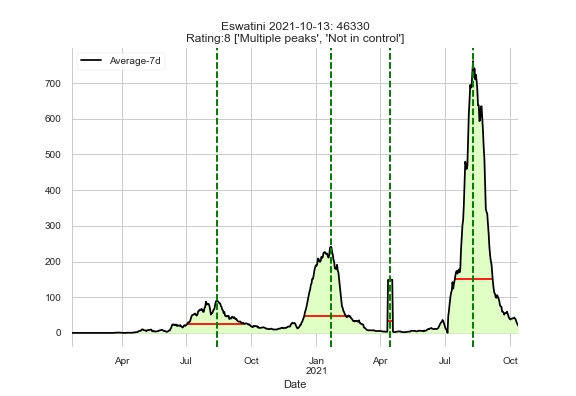 Eswatini 2021-10-13: 46330
Rating:8 ['Multiple peaks', 'Not in control']
Average-7d
700
600
500
400
300
200
100
0
Apr
Jul
Oct
Jan
2021
Apr
Jul
Oct
Date